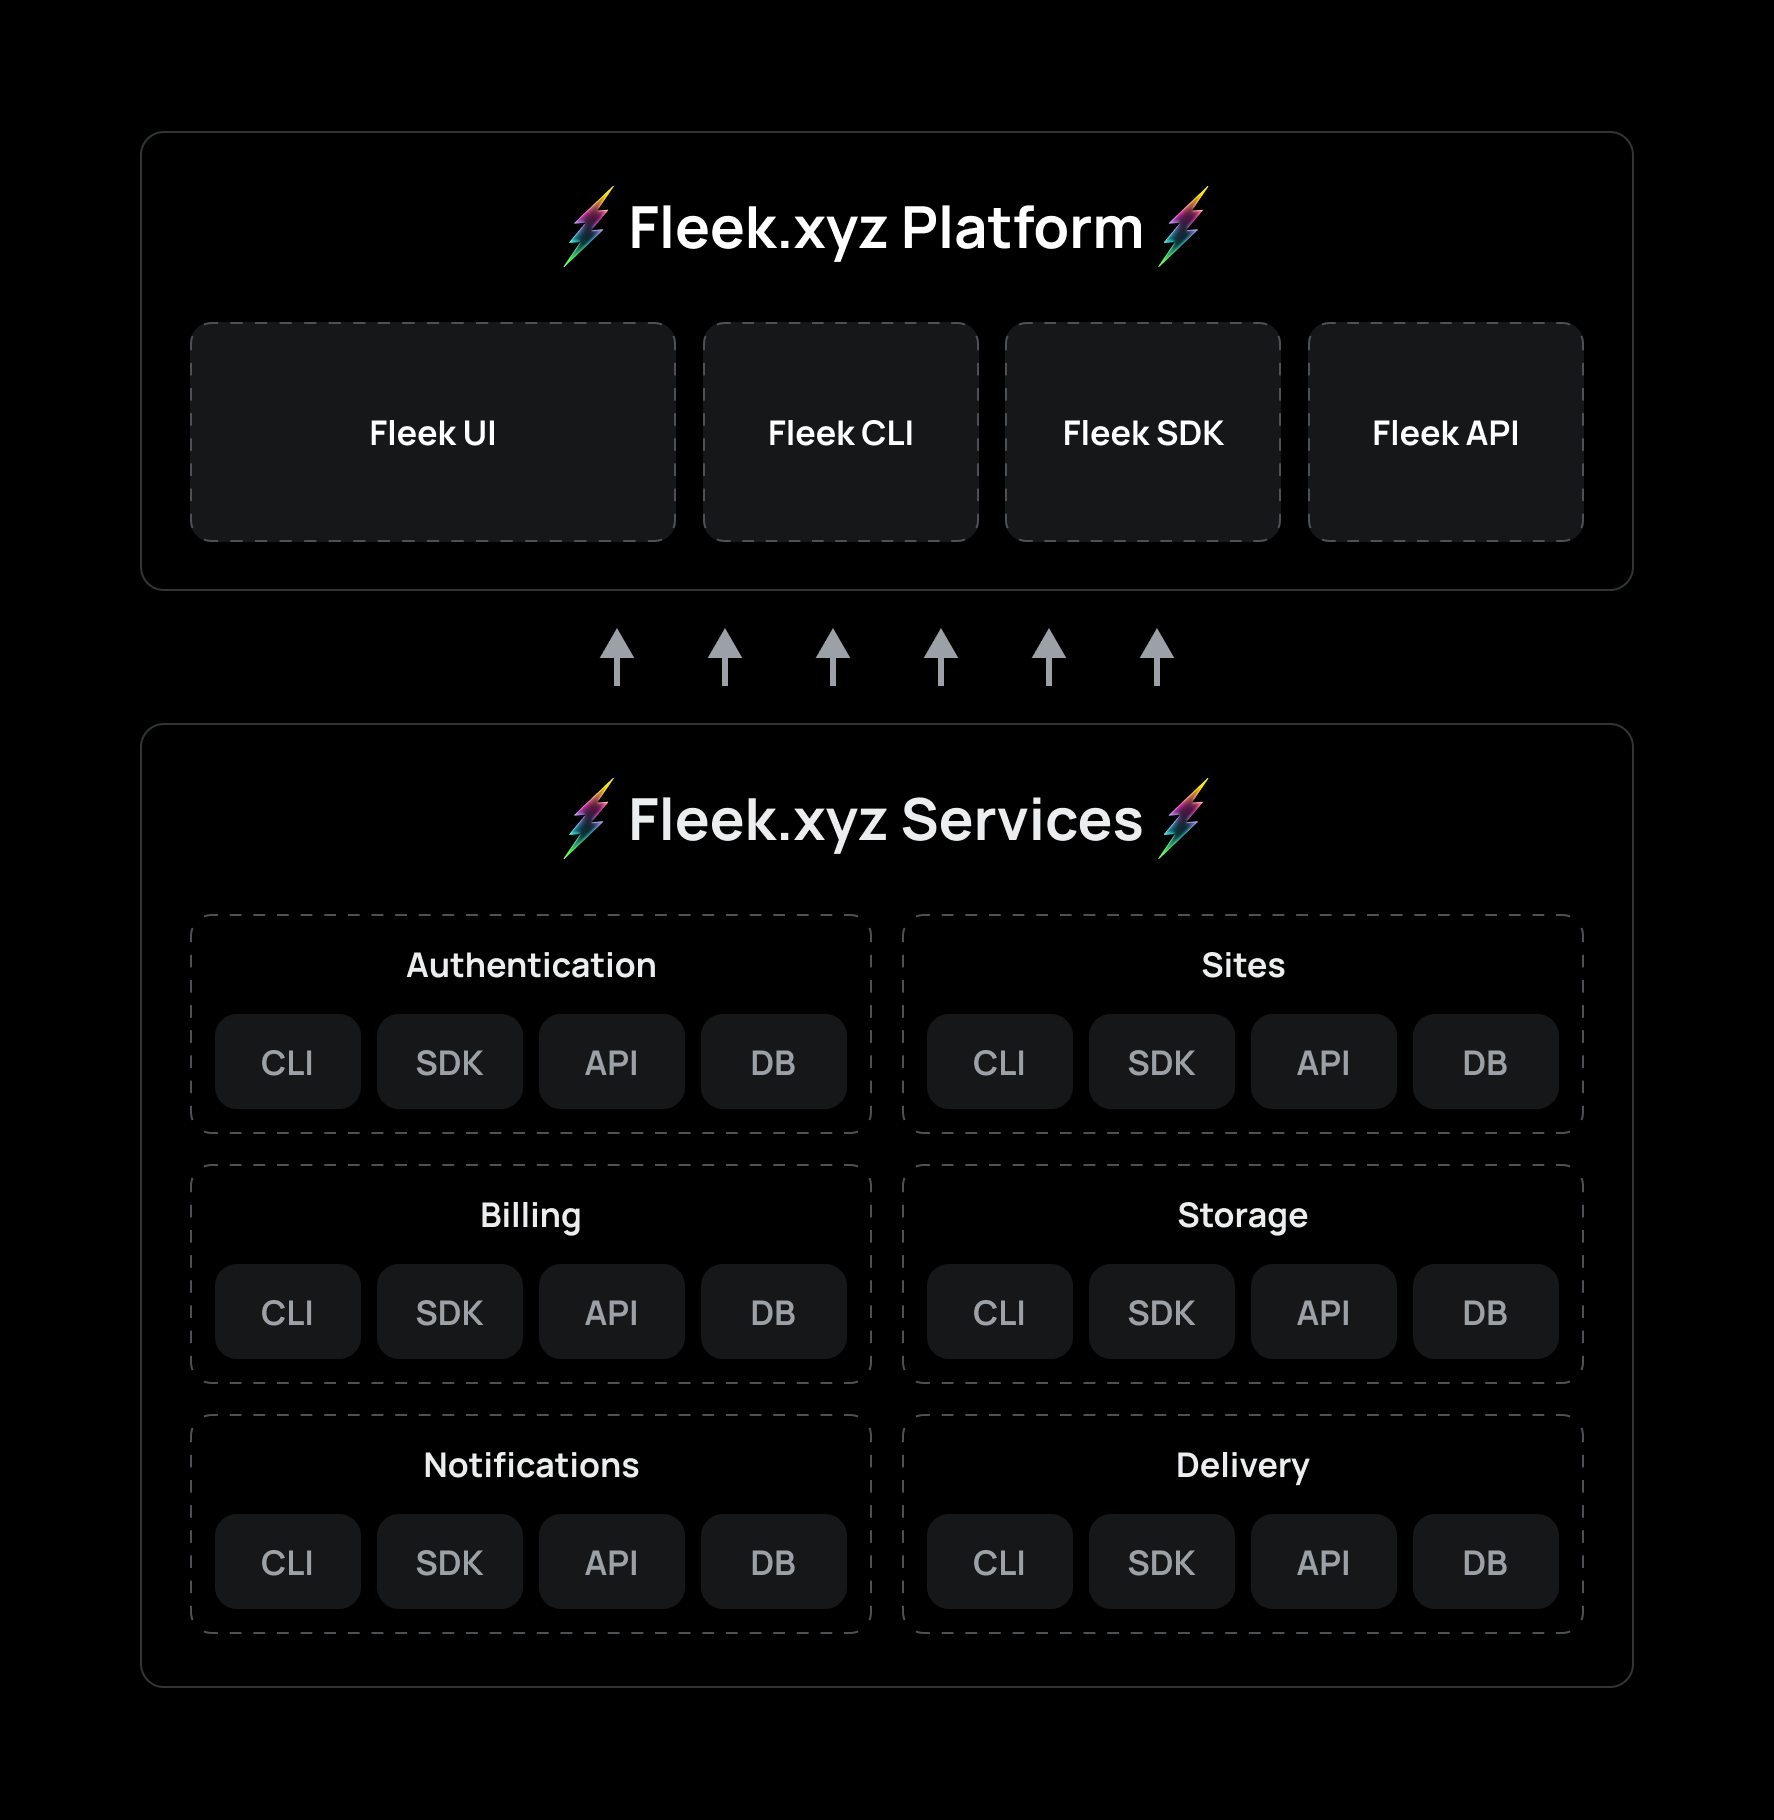 Fleek.xyz Platform
Fleek UI
Fleek CLI
Fleek SDK
Fleek API
Fleek.xyz Services
Authentication
CLI
SDK
API
DB
Sites
CLI
SDK
API
DB
Billing
CLI
SDK
API
DB
Storage
CLI
SDK
API
DB
Notifications
CLI
SDK
API
DB
Delivery
CLI
SDK
API
DB